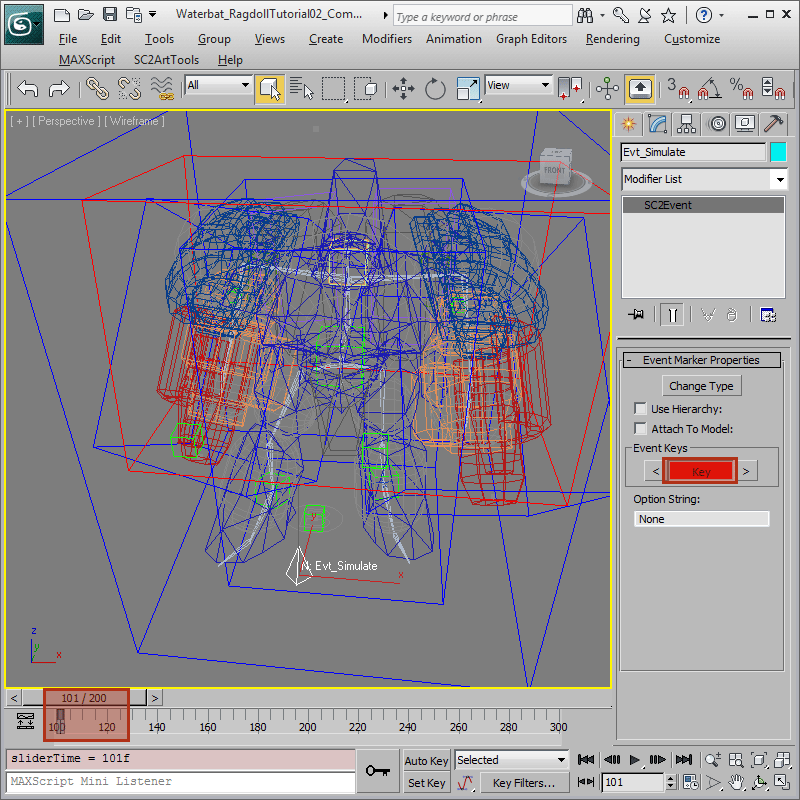 Waterbat_RagdollTutorial02_Com...
Type a keyword or phrase
File Edit Tools Group Views Create Modifiers Animation Graph Editors Rendering Customize
MAXScript SC2ArtTools Help
All
View
3
%
[ + ] [ Perspective ] [ Wireframe ]
FRONT
Evt_Simulate
Modifier List
SC2Event
- Event Marker Properties
Change Type
Use Hierarchy:
Attach To Model:
Event Keys
< Key >
Option String:
None
y
Evt_Simulate
x
z
y
x
< 101 / 200 >
100 120 140 160 180 200 220 240 260 280 300
sliderTime = 101f
MAXScript Mini Listener
Auto Key Selected
Set Key Key Filters...
101